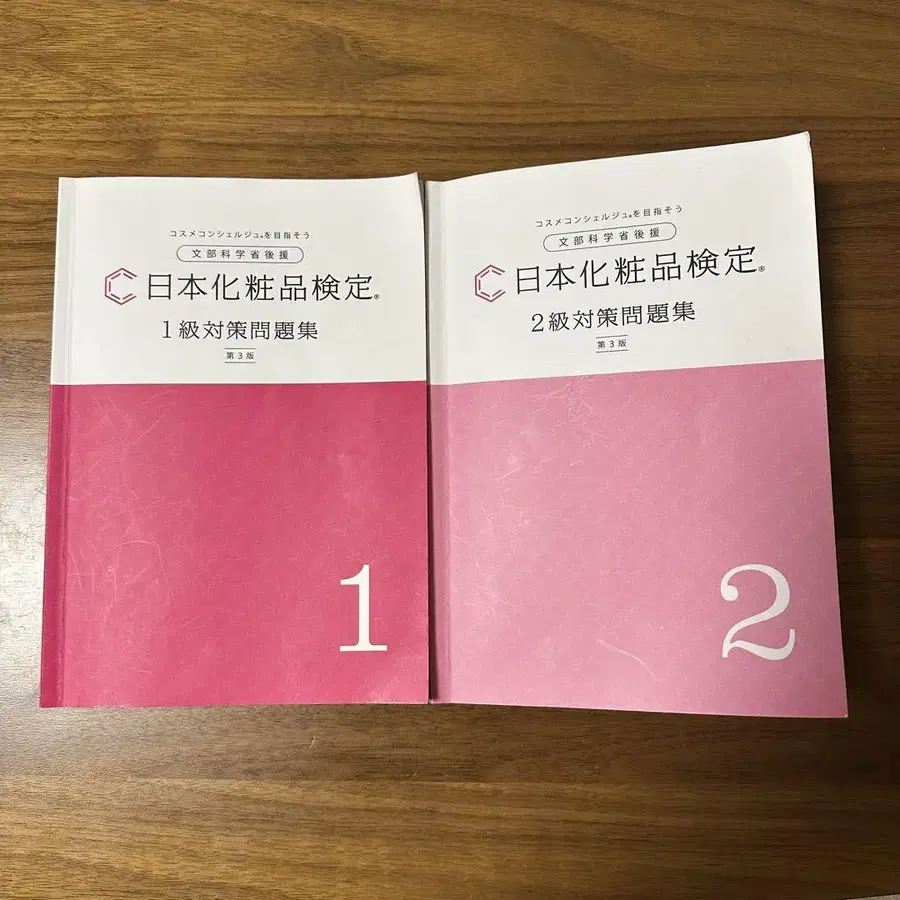 コスメコンシェルジュ®を目指そう
文部科学省後援
日本化粧品検定®
1級対策問題集
第3版
1
コスメコンシェルジュ®を目指そう
文部科学省後援
日本化粧品検定®
2級対策問題集
第3版
2